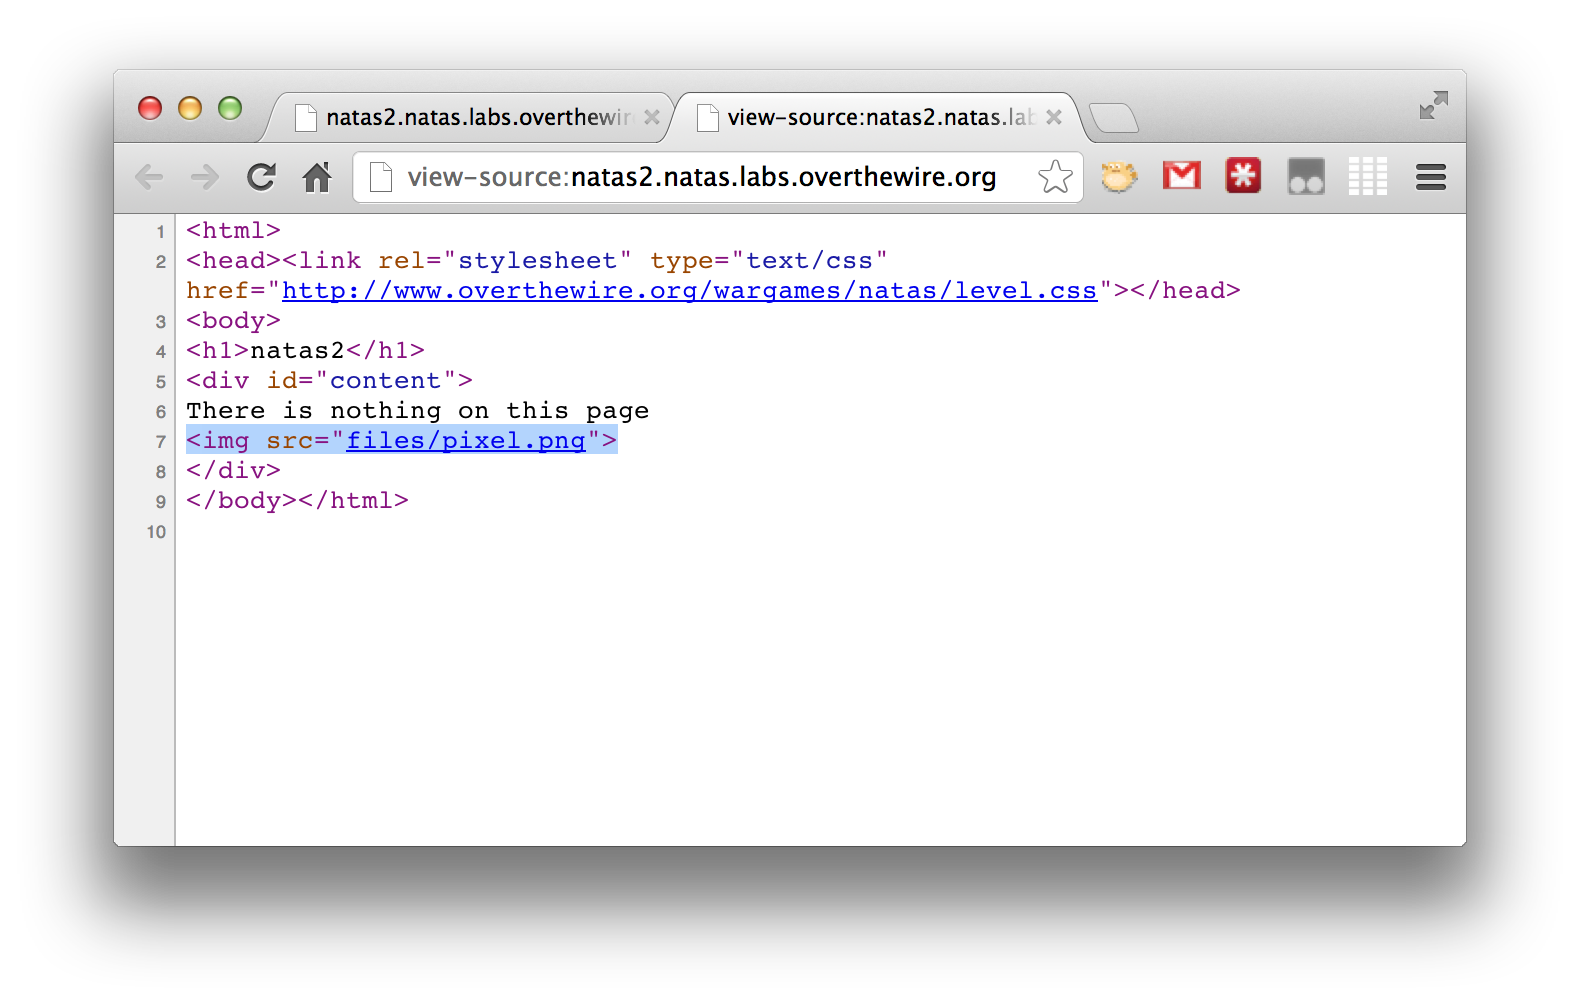 natas2.natas.labs.overthewir
view-source:natas2.natas.lab
view-source:natas2.natas.labs.overthewire.org
1 <html>
2 <head><link rel="stylesheet" type="text/css"
href="http://www.overthewire.org/wargames/natas/level.css"></head>
3 <body>
4 <h1>natas2</h1>
5 <div id="content">
6 There is nothing on this page
7 <img src="files/pixel.png">
8 </div>
9 </body></html>
10